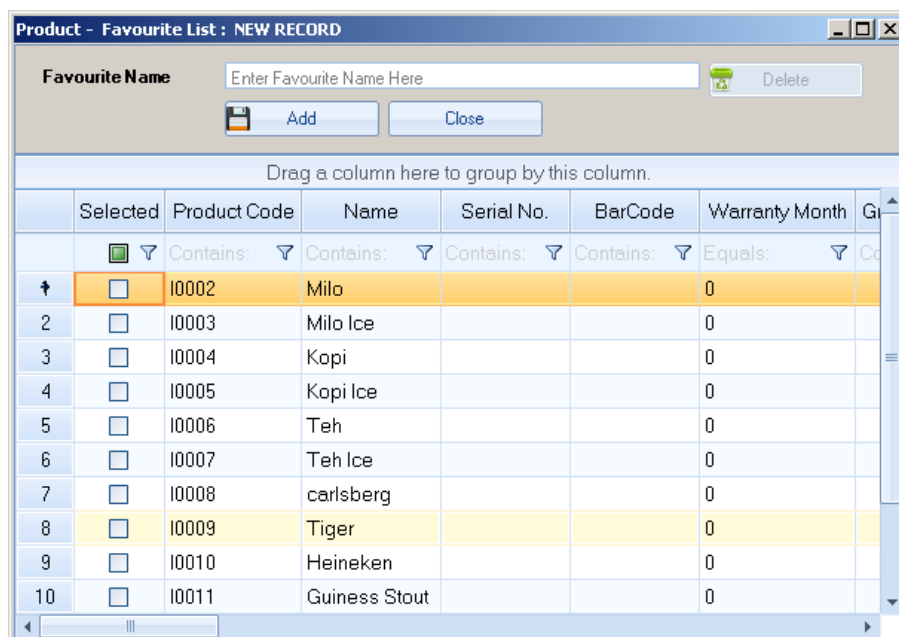 Product - Favourite List : NEW RECORD
Favourite Name Enter Favourite Name Here Delete
Add Close
Drag a column here to group by this column.
Selected Product Code Name Serial No. BarCode Warranty Month
Contains: Contains: Contains: Contains: Equals:
I0002 Milo 0
2 I0003 Milo Ice 0
3 I0004 Kopi 0
4 I0005 Kopi Ice 0
5 I0006 Teh 0
6 I0007 Teh Ice 0
7 I0008 carlsberg 0
8 I0009 Tiger 0
9 I0010 Heineken 0
10 I0011 Guiness Stout 0